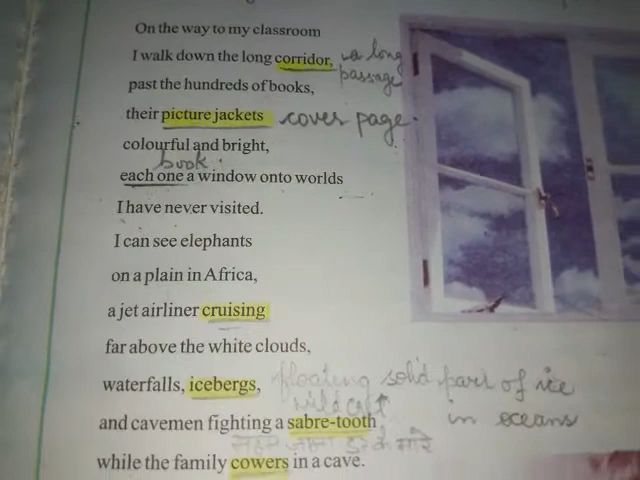 On the way to my classroom
I walk down the long corridor, a long
passage
past the hundreds of books,
their picture jackets cover page.
colourful and bright,
book
each one a window onto worlds
I have never visited.
I can see elephants
on a plain in Africa,
a jet airliner cruising
far above the white clouds,
waterfalls, icebergs, floating solid part of ice
in oceans
wild cat
and cavemen fighting a sabre-tooth
डर के मारे
while the family cowers in a cave.